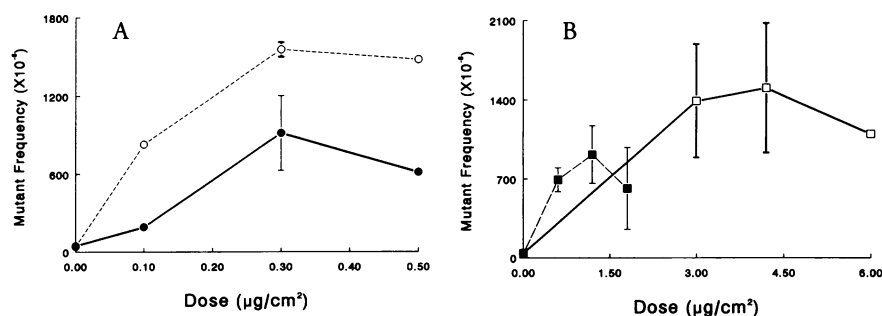 A
Mutant Frequency (X10⁻⁶)
1800
1200
600
0
0.00 0.10 0.20 0.30 0.40 0.50
Dose (µg/cm²)
B
Mutant Frequency (X10⁻⁶)
2100
1400
700
0
0.00 1.50 3.00 4.50 6.00
Dose (µg/cm²)